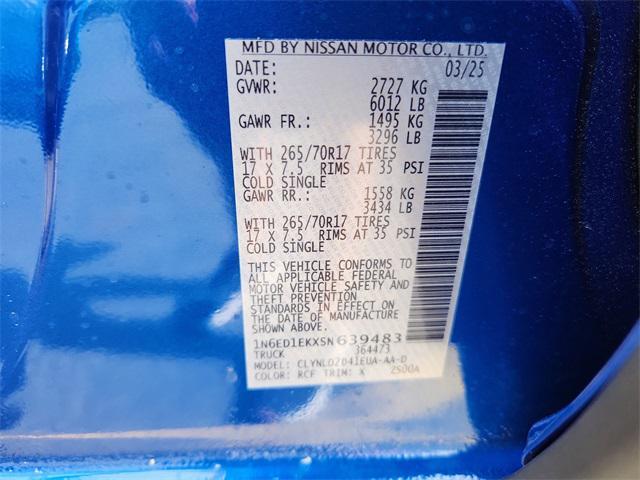 MFD BY NISSAN MOTOR CO., LTD.
DATE: 03/25
GVWR: 2727 KG
6012 LB
GAWR FR.: 1495 KG
3296 LB
WITH 265/70R17 TIRES
17 X 7.5 RIMS AT 35 PSI
COLD SINGLE
GAWR RR.: 1558 KG
3434 LB
WITH 265/70R17 TIRES
17 X 7.5 RIMS AT 35 PSI
COLD SINGLE
THIS VEHICLE CONFORMS TO
ALL APPLICABLE FEDERAL
MOTOR VEHICLE SAFETY AND
THEFT PREVENTION
STANDARDS IN EFFECT ON
THE DATE OF MANUFACTURE
SHOWN ABOVE.
1N6ED1EKXSN639483
TRUCK 364473
MODEL: CLYNLD2D41EUA-AA-D
COLOR: RCF TRIM: X 2500A